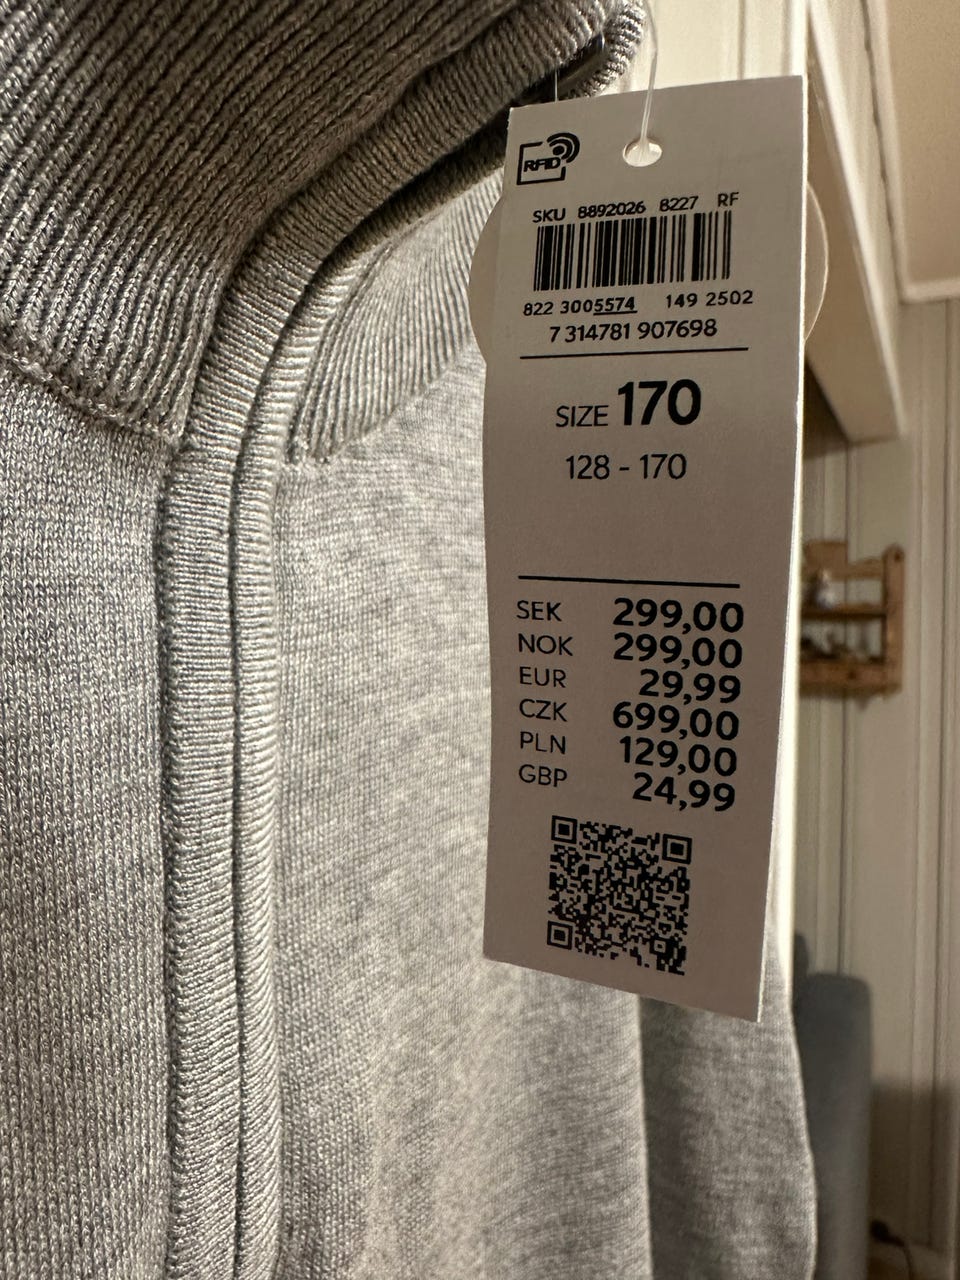 RFID
SKU 8892026 8227 RF
822 3005574 149 2502
7 314781 907698
SIZE 170
128 - 170
SEK 299,00
NOK 299,00
EUR 29,99
CZK 699,00
PLN 129,00
GBP 24,99